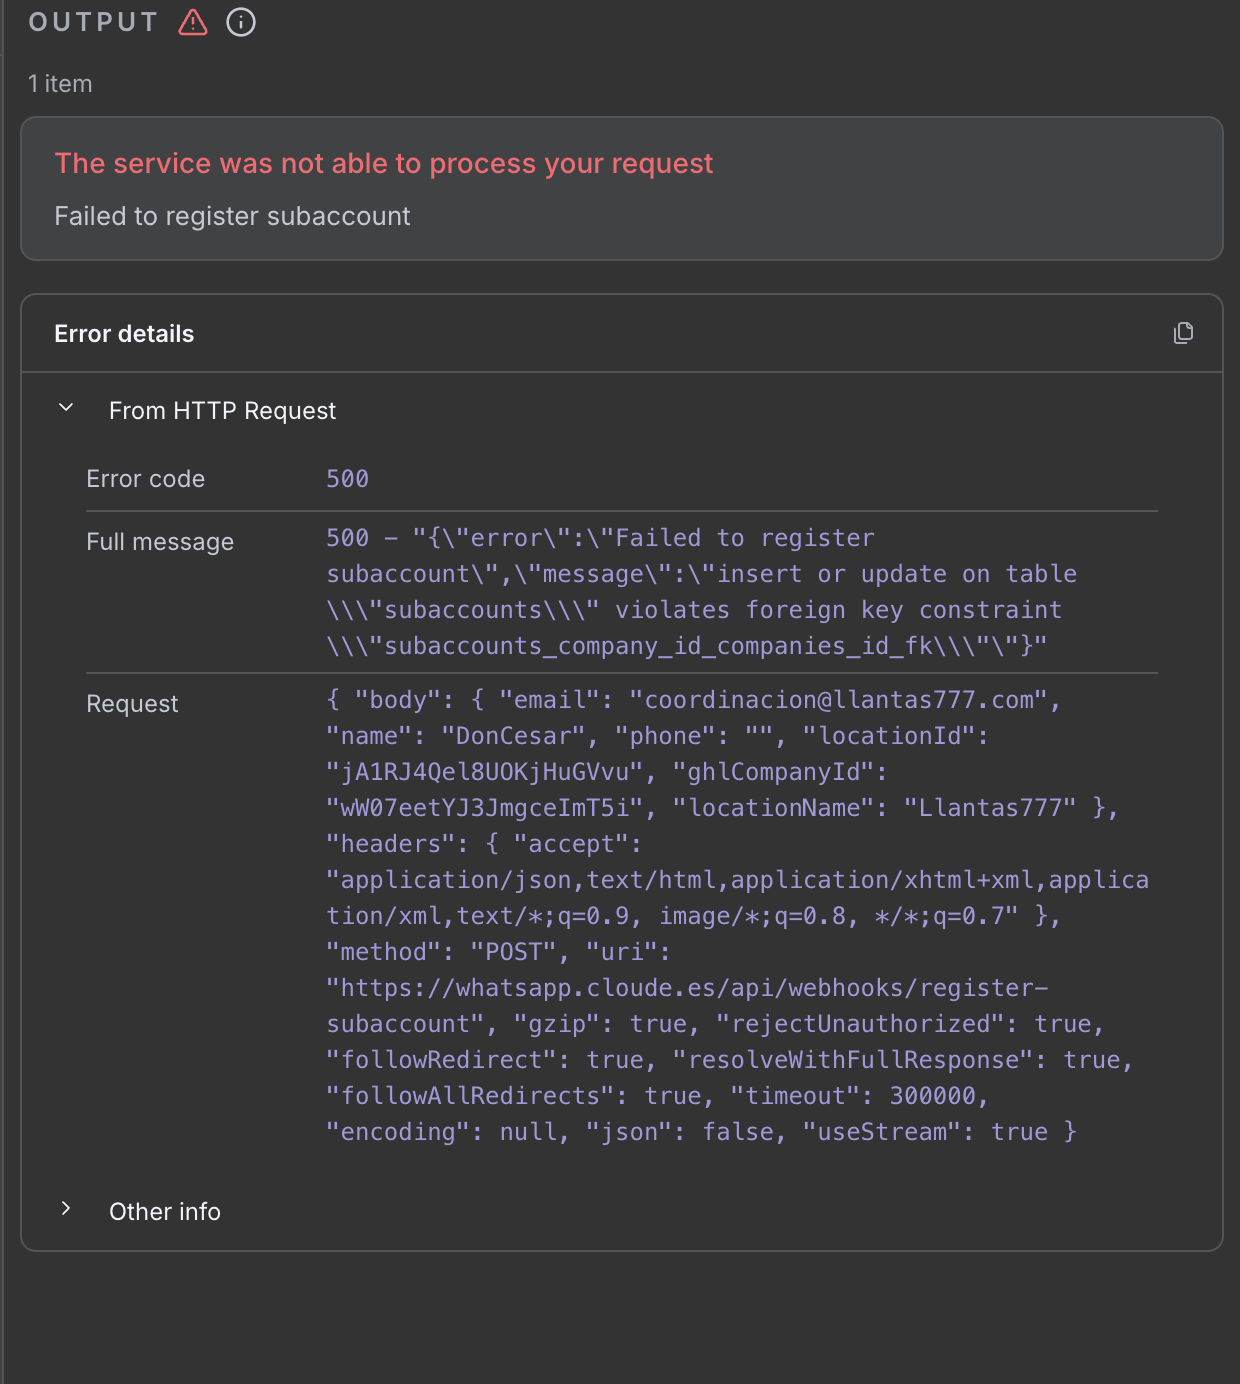 OUTPUT
1 item
The service was not able to process your request
Failed to register subaccount
Error details
From HTTP Request
Error code 500
Full message 500 - "{\"error\":\"Failed to register
subaccount\",\"message\":\"insert or update on table
\\\"subaccounts\\\" violates foreign key constraint
\\\"subaccounts_company_id_companies_id_fk\\\"\"}"
Request { "body": { "email": "coordinacion@llantas777.com",
"name": "DonCesar", "phone": "", "locationId":
"jA1RJ4Qel8UOKjHuGVvu", "ghlCompanyId":
"wW07eetYJ3JmgceImT5i", "locationName": "Llantas777" },
"headers": { "accept":
"application/json,text/html,application/xhtml+xml,applica
tion/xml,text/*;q=0.9, image/*;q=0.8, */*;q=0.7" },
"method": "POST", "uri":
"https://whatsapp.cloude.es/api/webhooks/register-
subaccount", "gzip": true, "rejectUnauthorized": true,
"followRedirect": true, "resolveWithFullResponse": true,
"followAllRedirects": true, "timeout": 300000,
"encoding": null, "json": false, "useStream": true }
Other info